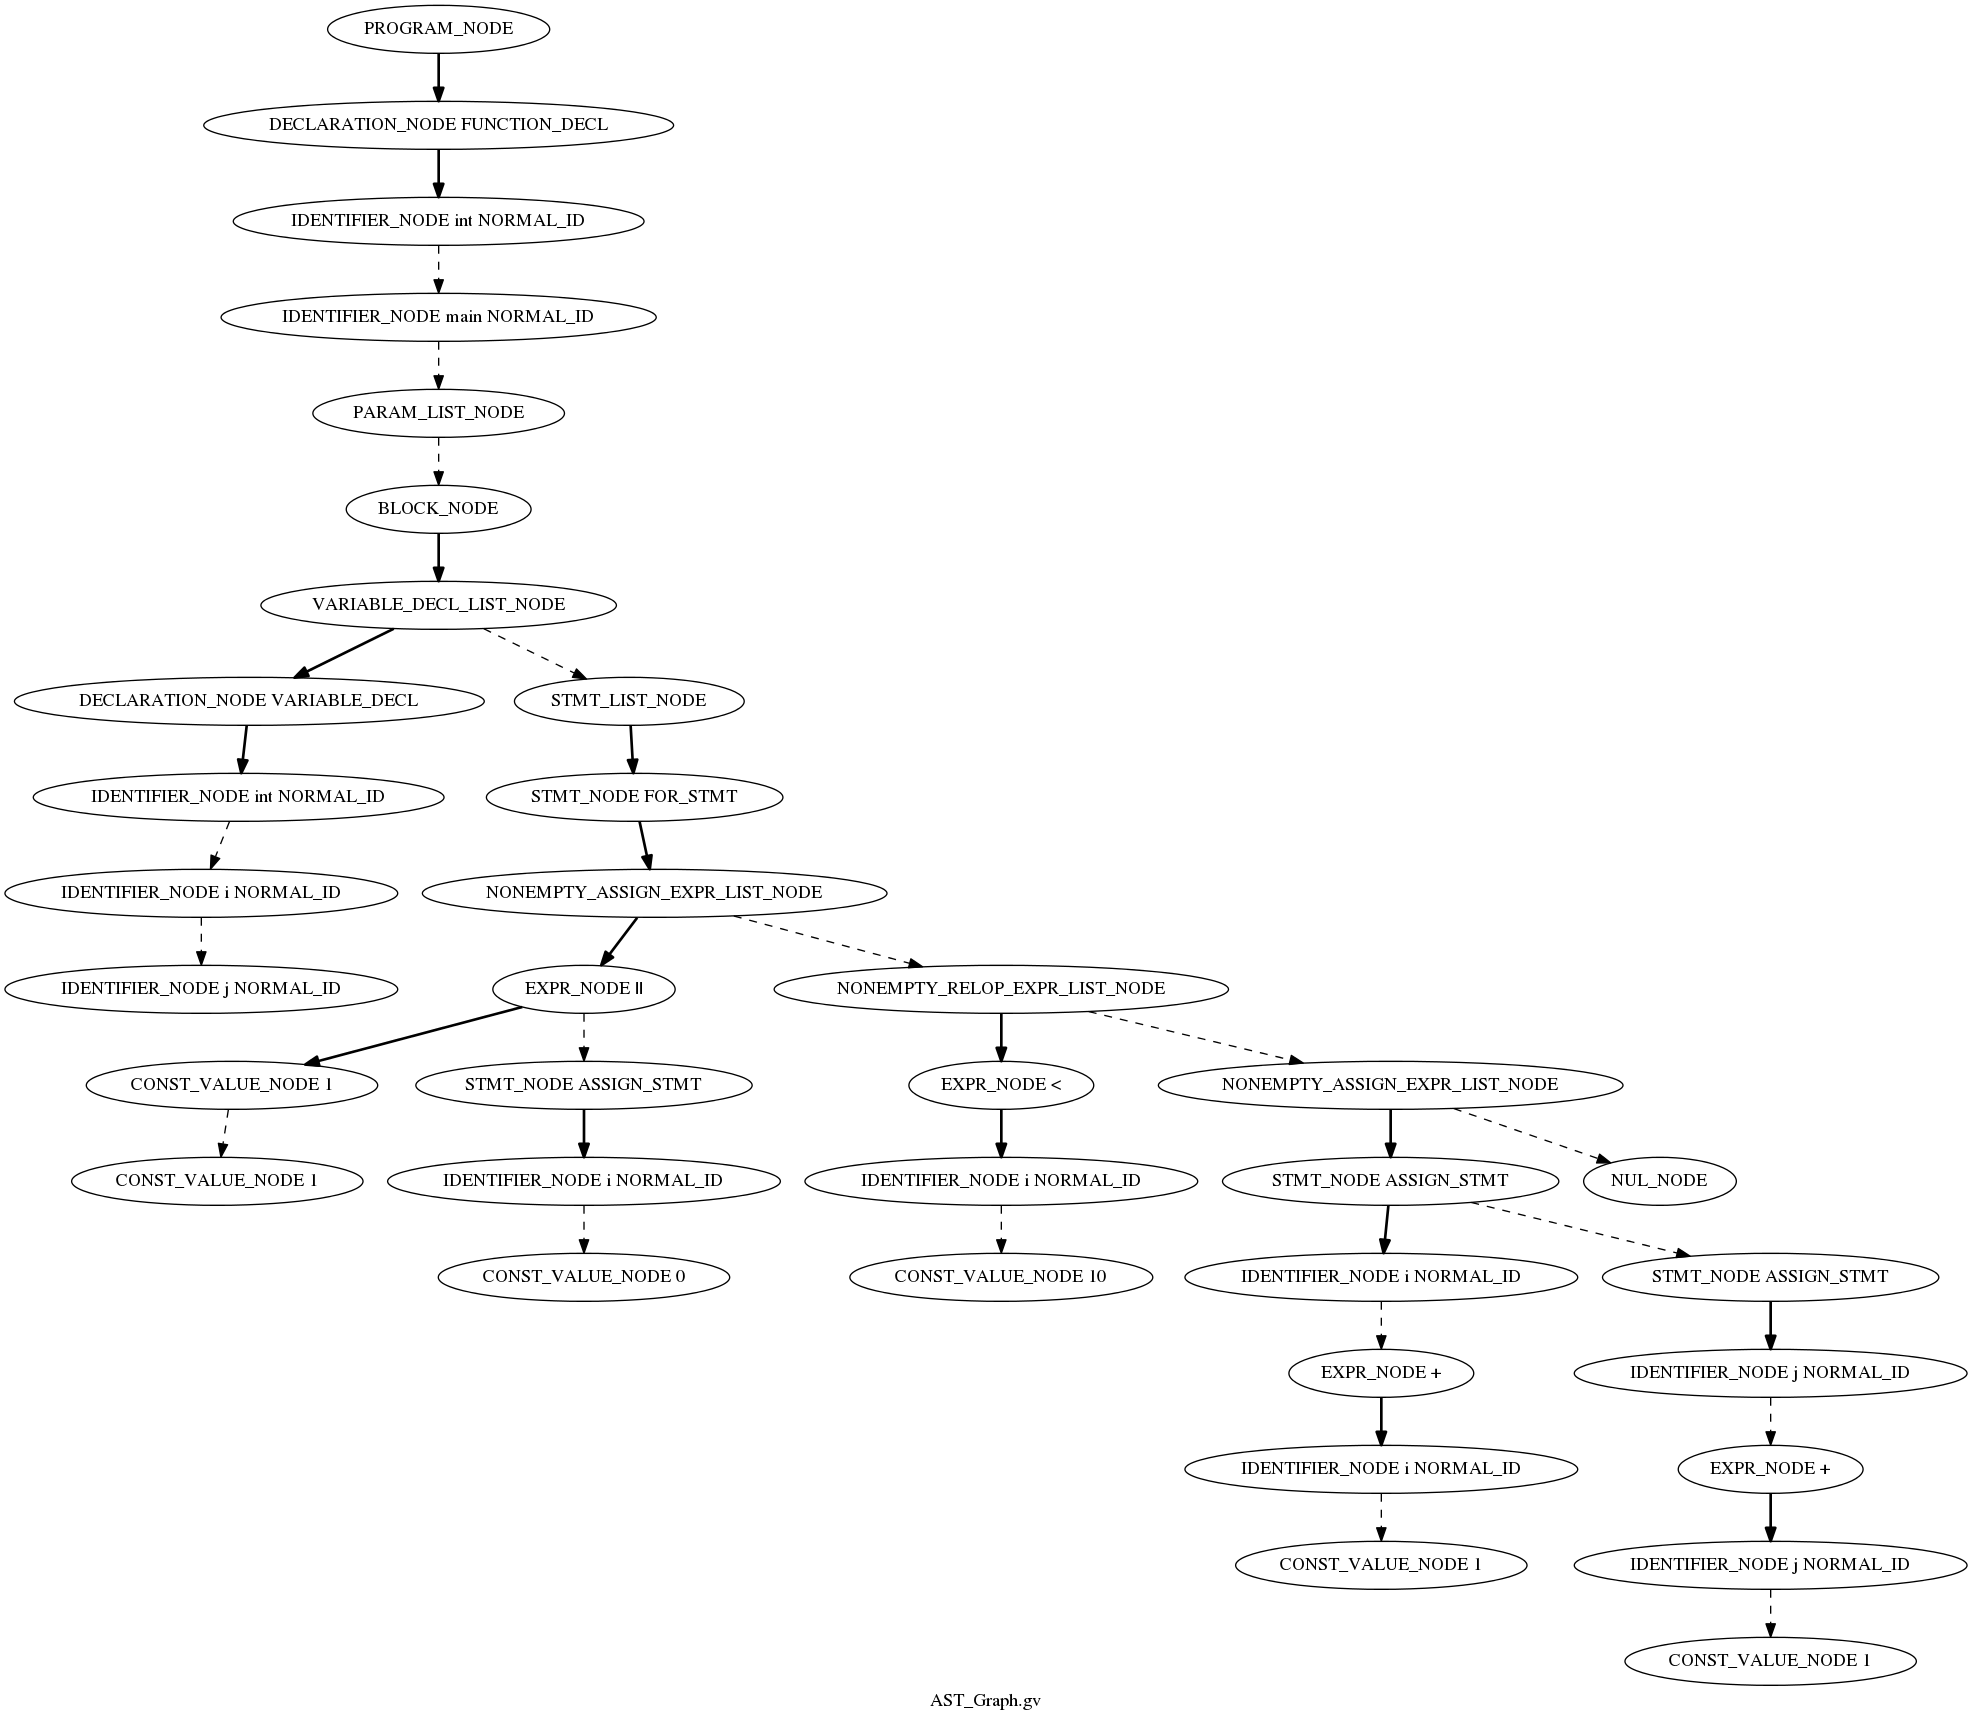 PROGRAM_NODE
DECLARATION_NODE FUNCTION_DECL
IDENTIFIER_NODE int NORMAL_ID
IDENTIFIER_NODE main NORMAL_ID
PARAM_LIST_NODE
BLOCK_NODE
VARIABLE_DECL_LIST_NODE
DECLARATION_NODE VARIABLE_DECL
STMT_LIST_NODE
IDENTIFIER_NODE int NORMAL_ID
STMT_NODE FOR_STMT
IDENTIFIER_NODE i NORMAL_ID
NONEMPTY_ASSIGN_EXPR_LIST_NODE
IDENTIFIER_NODE j NORMAL_ID
EXPR_NODE ||
NONEMPTY_RELOP_EXPR_LIST_NODE
CONST_VALUE_NODE 1
STMT_NODE ASSIGN_STMT
EXPR_NODE <
NONEMPTY_ASSIGN_EXPR_LIST_NODE
CONST_VALUE_NODE 1
IDENTIFIER_NODE i NORMAL_ID
IDENTIFIER_NODE i NORMAL_ID
STMT_NODE ASSIGN_STMT
NUL_NODE
CONST_VALUE_NODE 0
CONST_VALUE_NODE 10
IDENTIFIER_NODE i NORMAL_ID
STMT_NODE ASSIGN_STMT
EXPR_NODE +
IDENTIFIER_NODE j NORMAL_ID
IDENTIFIER_NODE i NORMAL_ID
EXPR_NODE +
CONST_VALUE_NODE 1
IDENTIFIER_NODE j NORMAL_ID
CONST_VALUE_NODE 1
AST_Graph.gv